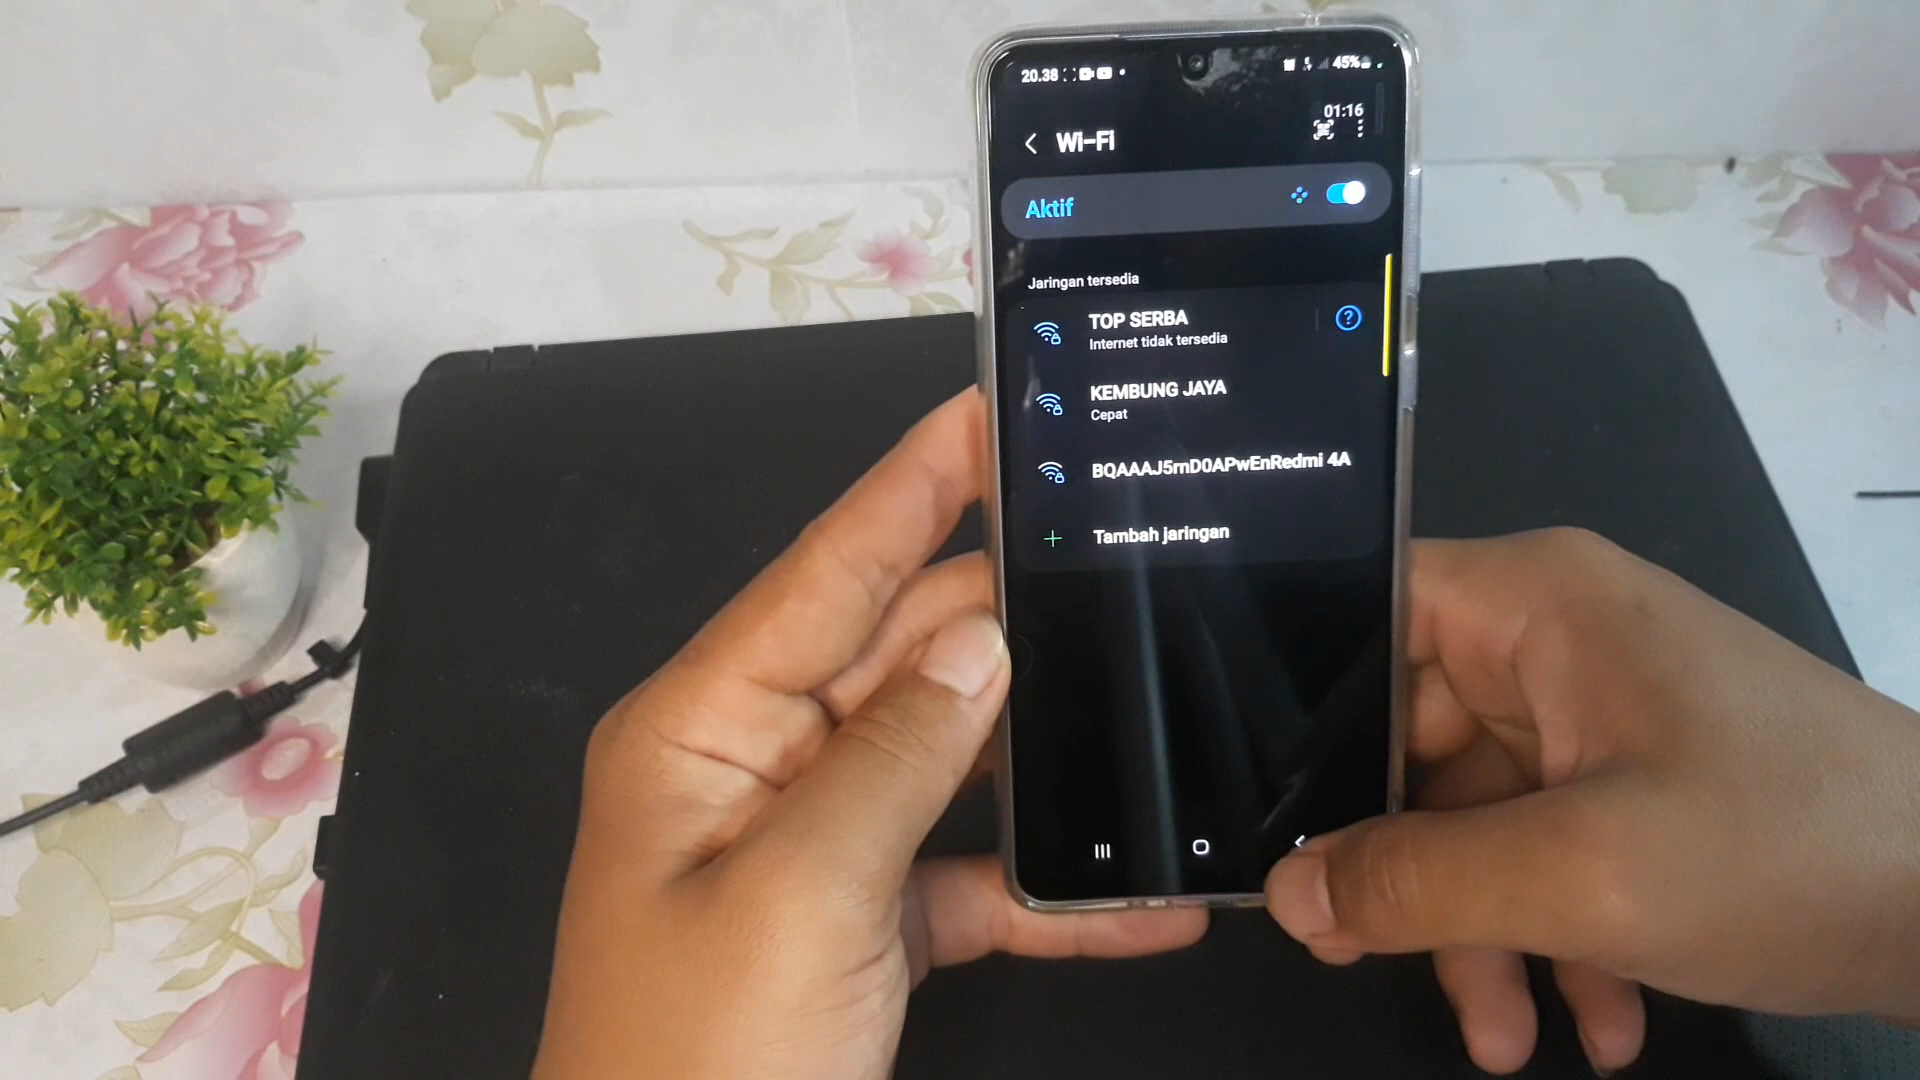 20.38
45%
01:16
Wi-Fi
Aktif
Jaringan tersedia
TOP SERBA
Internet tidak tersedia
KEMBUNG JAYA
Cepat
BQAAAJ5rnD0APwEnRedmi 4A
Tambah jaringan